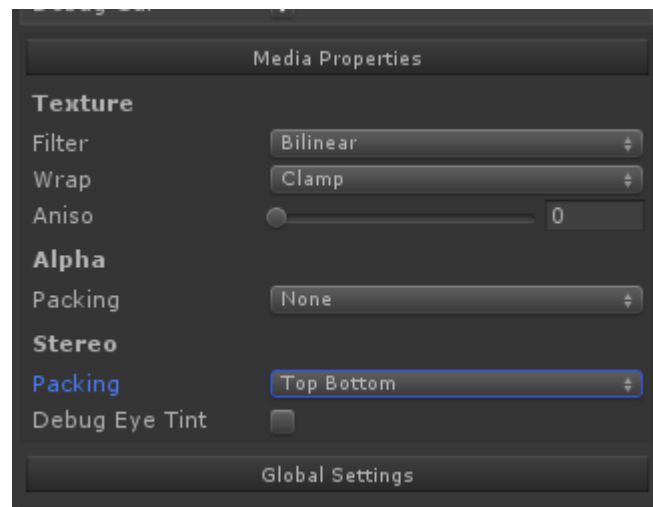 Media Properties
Texture
Filter Bilinear
Wrap Clamp
Aniso 0
Alpha
Packing None
Stereo
Packing Top Bottom
Debug Eye Tint
Global Settings